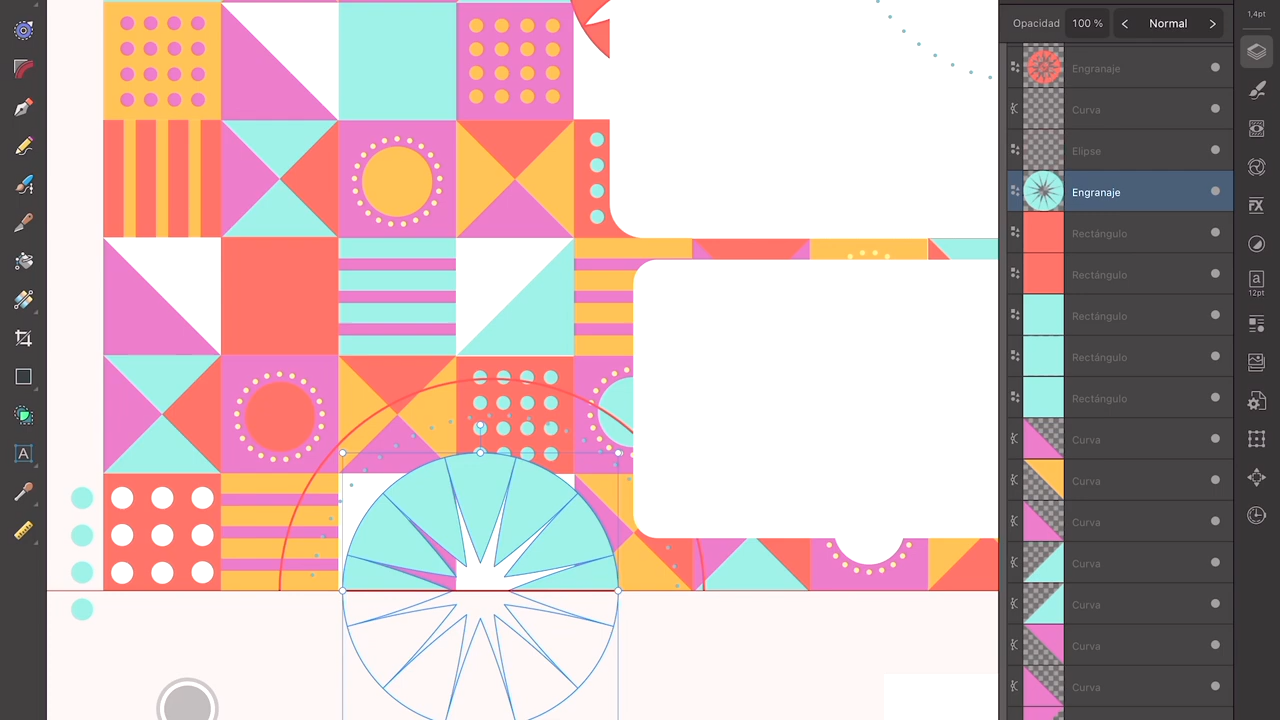 1,4pt
Opacidad 100 % < Normal >
Engranaje
Curva
Elipse
Engranaje
Rectángulo
Rectángulo
Rectángulo
Rectángulo
Rectángulo
Curva
Curva
Curva
Curva
Curva
Curva
Curva
FX
a
12pt
A